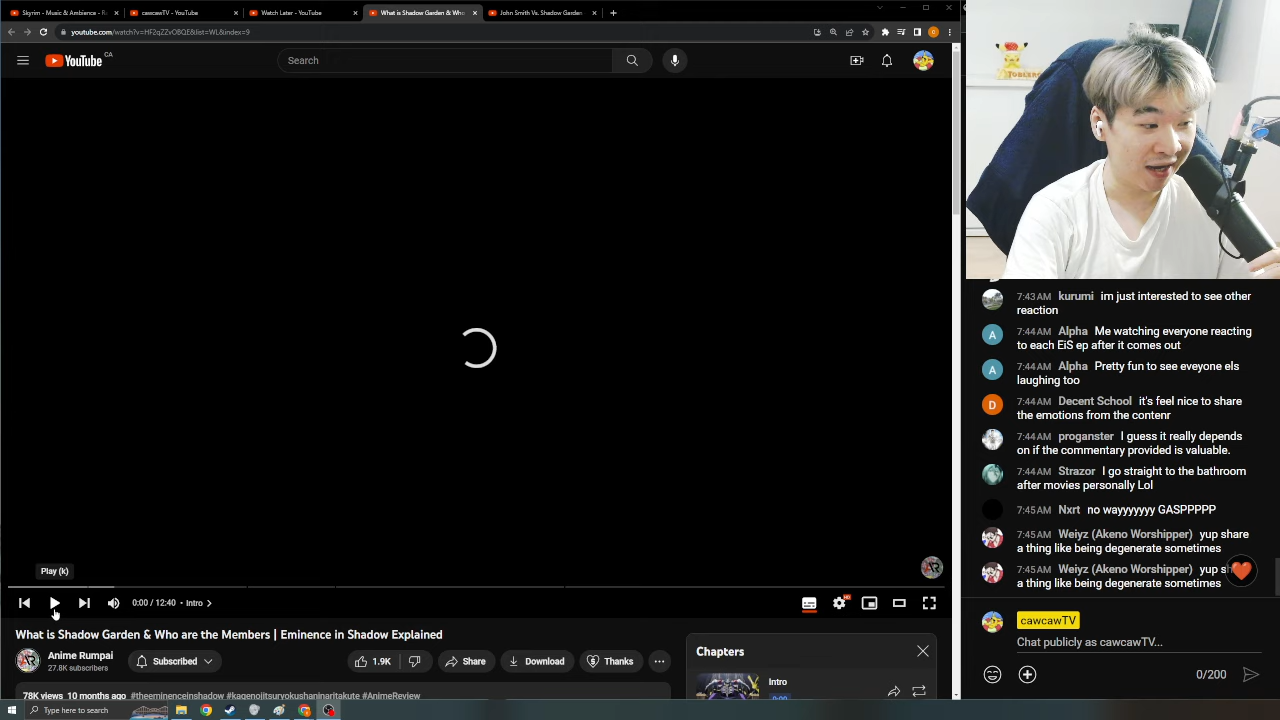 Skyrim - Music & Ambience - R
cawcawTV - YouTube
Watch Later - YouTube
What is Shadow Garden & Who
John Smith Vs. Shadow Garden
youtube.com/watch?v=HF2qZZvOBQE&list=WL&index=9
YouTube CA
Search
Play (k)
0:00 / 12:40 • Intro
What is Shadow Garden & Who are the Members | Eminence in Shadow Explained
Anime Rumpai
27.8K subscribers
Subscribed
1.9K
Share
Download
Thanks
78K views 10 months ago #theeminenceinshadow #kagenojitsuryokushaninaritakute #AnimeReview
Chapters
Intro
0:00
Type here to search
7:43 AM kurumi im just interested to see other
reaction
A
7:44 AM Alpha Me watching everyone reacting
to each EiS ep after it comes out
A
7:44 AM Alpha Pretty fun to see eveyone els
laughing too
D
7:44 AM Decent School it's feel nice to share
the emotions from the contenr
7:44 AM proganster I guess it really depends
on if the commentary provided is valuable.
7:44 AM Strazor I go straight to the bathroom
after movies personally Lol
7:45 AM Nxrt no wayyyyyy GASPPPPP
7:45 AM Weiyz (Akeno Worshipper) yup share
a thing like being degenerate sometimes
7:45 AM Weiyz (Akeno Worshipper) yup
a thing like being degenerate sometimes
cawcawTV
Chat publicly as cawcawTV...
0/200